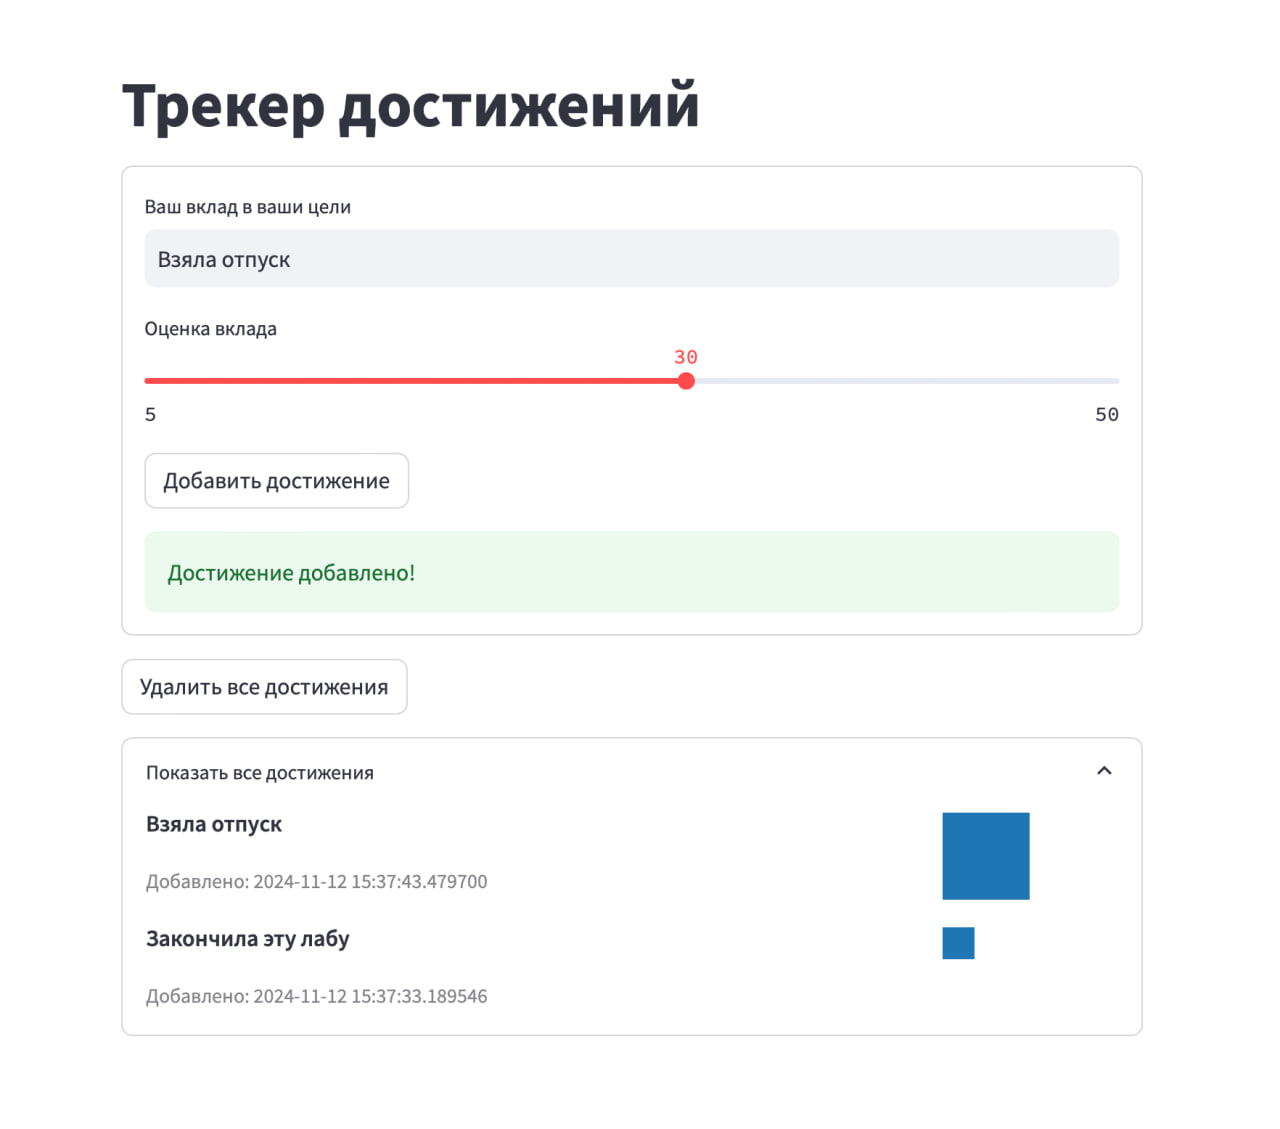 Трекер достижений
Ваш вклад в ваши цели
Взяла отпуск
Оценка вклада
30
5 50
Добавить достижение
Достижение добавлено!
Удалить все достижения
Показать все достижения
Взяла отпуск
Добавлено: 2024-11-12 15:37:43.479700
Закончила эту лабу
Добавлено: 2024-11-12 15:37:33.189546